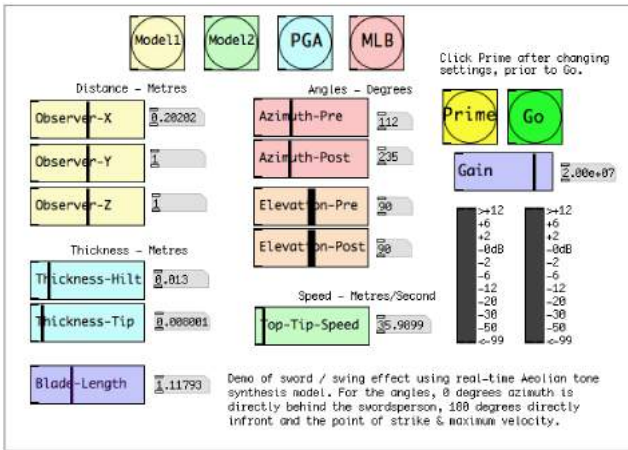 Model1 Model2 PGA MLB
Click Prime after changing
settings, prior to Go.
Distance - Metres
Angles - Degrees
Observer-X 0.20202
Observer-Y 1
Observer-Z 1
Azimuth-Pre 112
Azimuth-Post 235
Elevation-Pre 90
Elevation-Post 90
Prime Go
Gain 2.00e+07
Thickness - Metres
Thickness-Hilt 0.013
Thickness-Tip 0.008001
Speed - Metres/Second
Top-Tip-Speed 35.9899
Blade-Length 1.11793
>+12 >+12
+6 +6
+2 +2
-0dB -0dB
-2 -2
-6 -6
-12 -12
-20 -20
-30 -30
-50 -50
<-99 <-99
Demo of sword / swing effect using real-time Aeolian tone
synthesis model. For the angles, 0 degrees azimuth is
directly behind the swordsperson, 180 degrees directly
infront and the point of strike & maximum velocity.